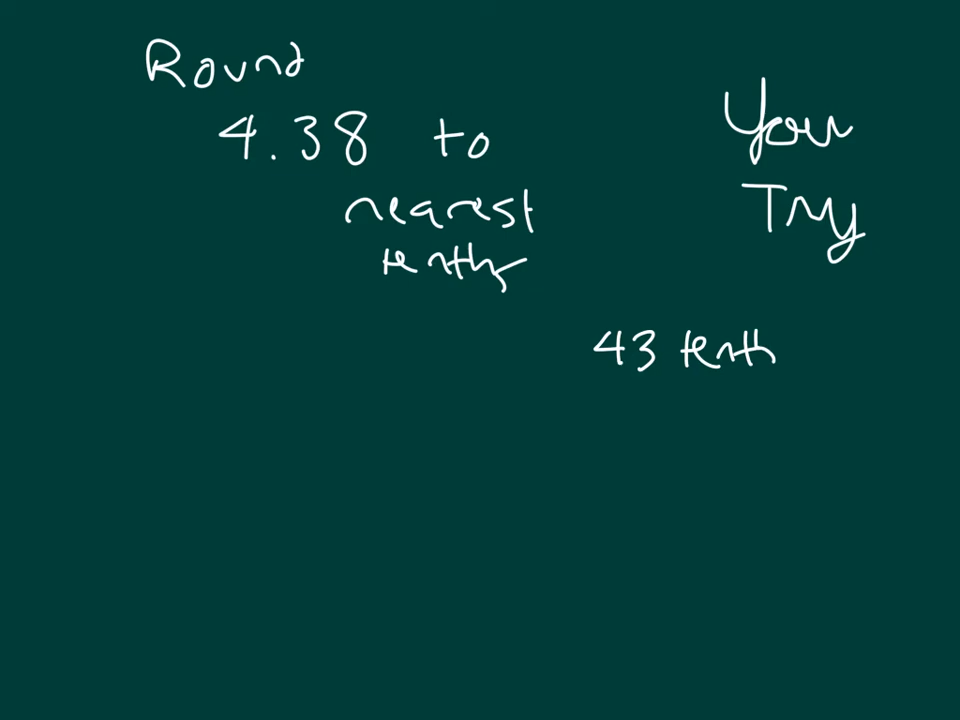 Round
4.38 to
nearest
tenths
You
Try
43 tenth